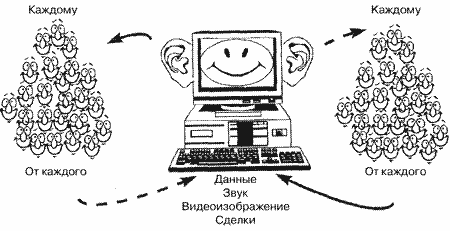 Каждому
Каждому
От каждого
От каждого
Данные
Звук
Видеоизображение
Сделки